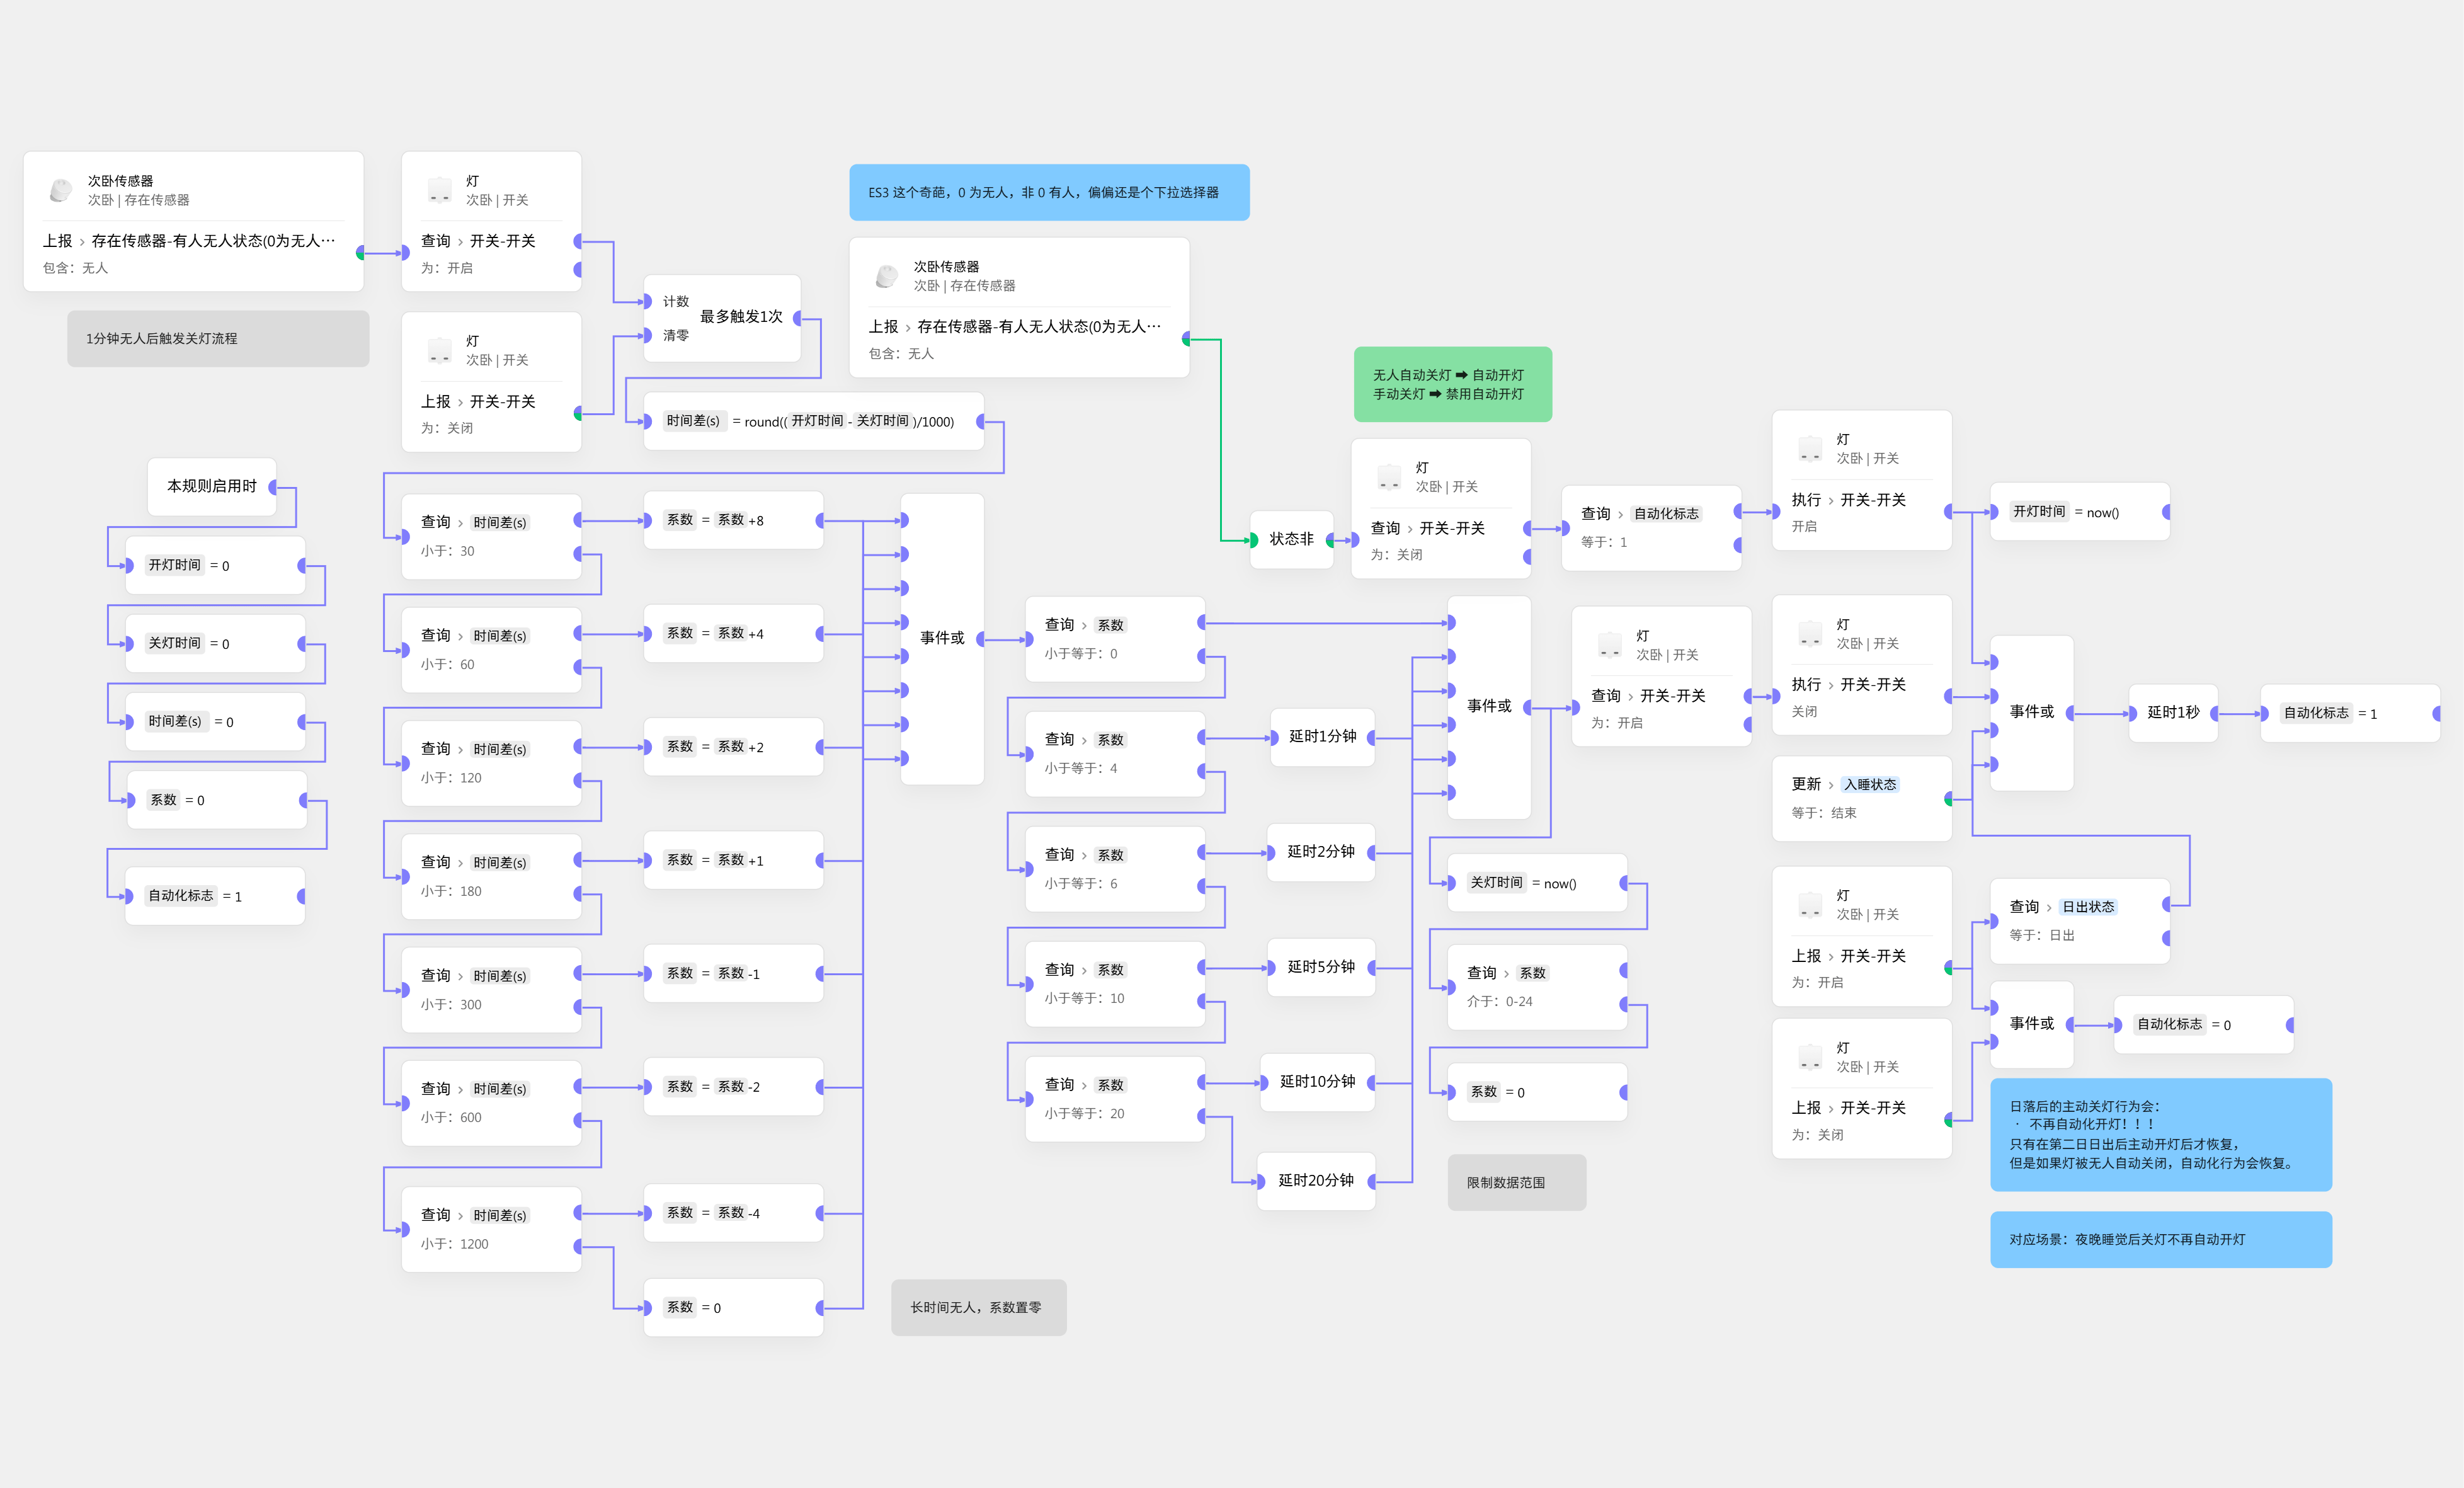 次卧传感器
次卧 | 存在传感器
上报 › 存在传感器-有人无人状态(0为无人···
包含：无人
1分钟无人后触发关灯流程
灯
次卧 | 开关
查询 › 开关-开关
为：开启
灯
次卧 | 开关
上报 › 开关-开关
为：关闭
计数
清零
最多触发1次
时间差(s) = round((开灯时间-关灯时间)/1000)
ES3 这个奇葩，0 为无人，非 0 有人，偏偏还是个下拉选择器
次卧传感器
次卧 | 存在传感器
上报 › 存在传感器-有人无人状态(0为无人···
包含：无人
本规则启用时
开灯时间 = 0
关灯时间 = 0
时间差(s) = 0
系数 = 0
自动化标志 = 1
查询 › 时间差(s)
小于：30
系数 = 系数+8
查询 › 时间差(s)
小于：60
系数 = 系数+4
查询 › 时间差(s)
小于：120
系数 = 系数+2
查询 › 时间差(s)
小于：180
系数 = 系数+1
查询 › 时间差(s)
小于：300
系数 = 系数-1
查询 › 时间差(s)
小于：600
系数 = 系数-2
查询 › 时间差(s)
小于：1200
系数 = 系数-4
系数 = 0
长时间无人，系数置零
事件或
查询 › 系数
小于等于：0
查询 › 系数
小于等于：4
延时1分钟
查询 › 系数
小于等于：6
延时2分钟
查询 › 系数
小于等于：10
延时5分钟
查询 › 系数
小于等于：20
延时10分钟
延时20分钟
无人自动关灯 ➡ 自动开灯
手动关灯 ➡ 禁用自动开灯
状态非
灯
次卧 | 开关
查询 › 开关-开关
为：关闭
查询 › 自动化标志
等于：1
灯
次卧 | 开关
执行 › 开关-开关
开启
开灯时间 = now()
事件或
灯
次卧 | 开关
查询 › 开关-开关
为：开启
灯
次卧 | 开关
执行 › 开关-开关
关闭
事件或
延时1秒
自动化标志 = 1
更新 › 入睡状态
等于：结束
关灯时间 = now()
查询 › 系数
介于：0-24
系数 = 0
限制数据范围
灯
次卧 | 开关
上报 › 开关-开关
为：开启
查询 › 日出状态
等于：日出
灯
次卧 | 开关
上报 › 开关-开关
为：关闭
事件或
自动化标志 = 0
日落后的主动关灯行为会：
· 不再自动化开灯！！！
只有在第二日日出后主动开灯后才恢复，
但是如果灯被无人自动关闭，自动化行为会恢复。
对应场景：夜晚睡觉后关灯不再自动开灯